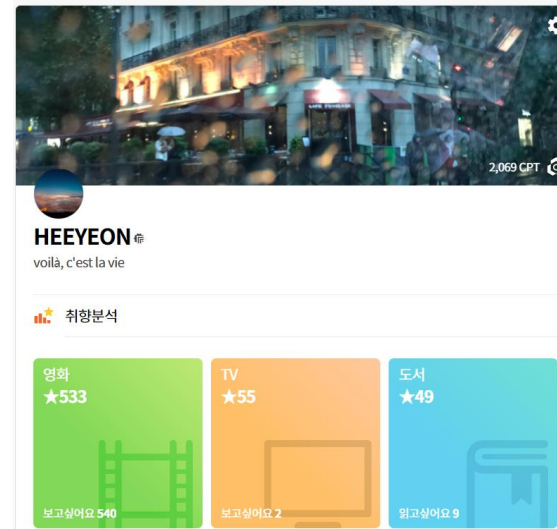 CAFE FRANÇAIS
2,069 CPT
HEEYEON
voilà, c'est la vie
취향분석
영화
★533
보고싶어요 540
TV
★55
보고싶어요 2
도서
★49
읽고싶어요 9